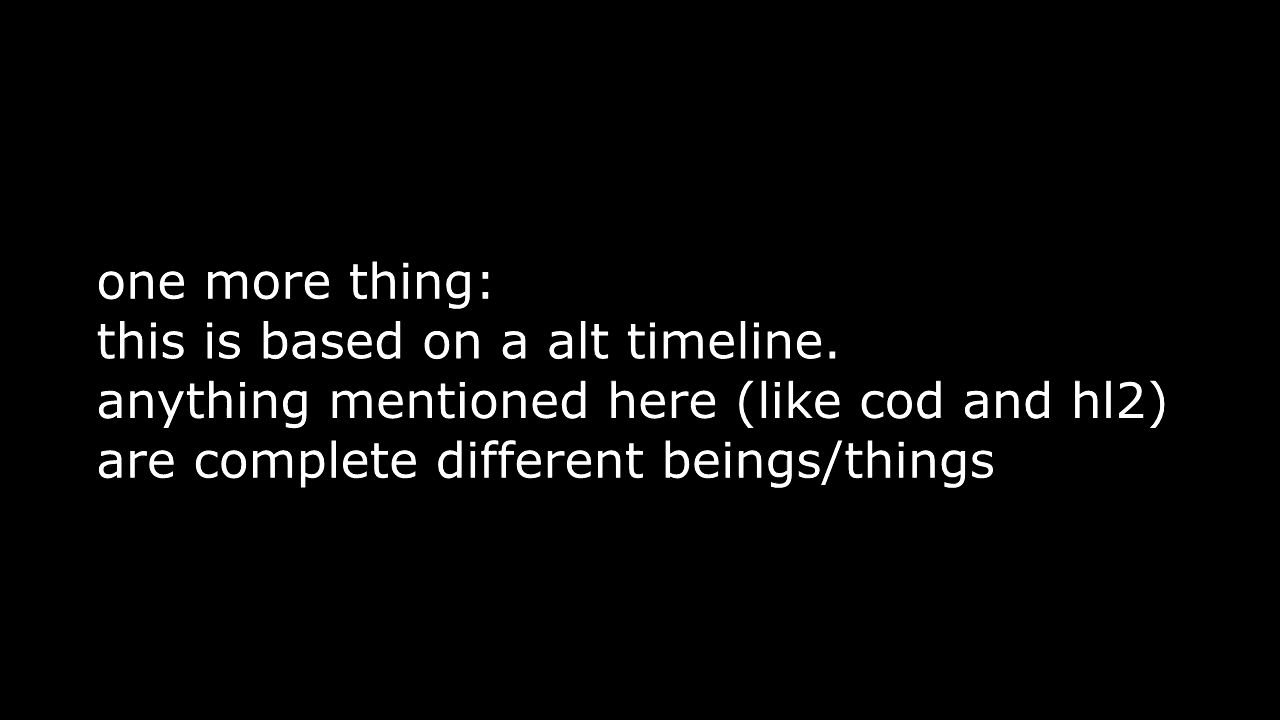 one more thing:
this is based on a alt timeline.
anything mentioned here (like cod and hl2)
are complete different beings/things